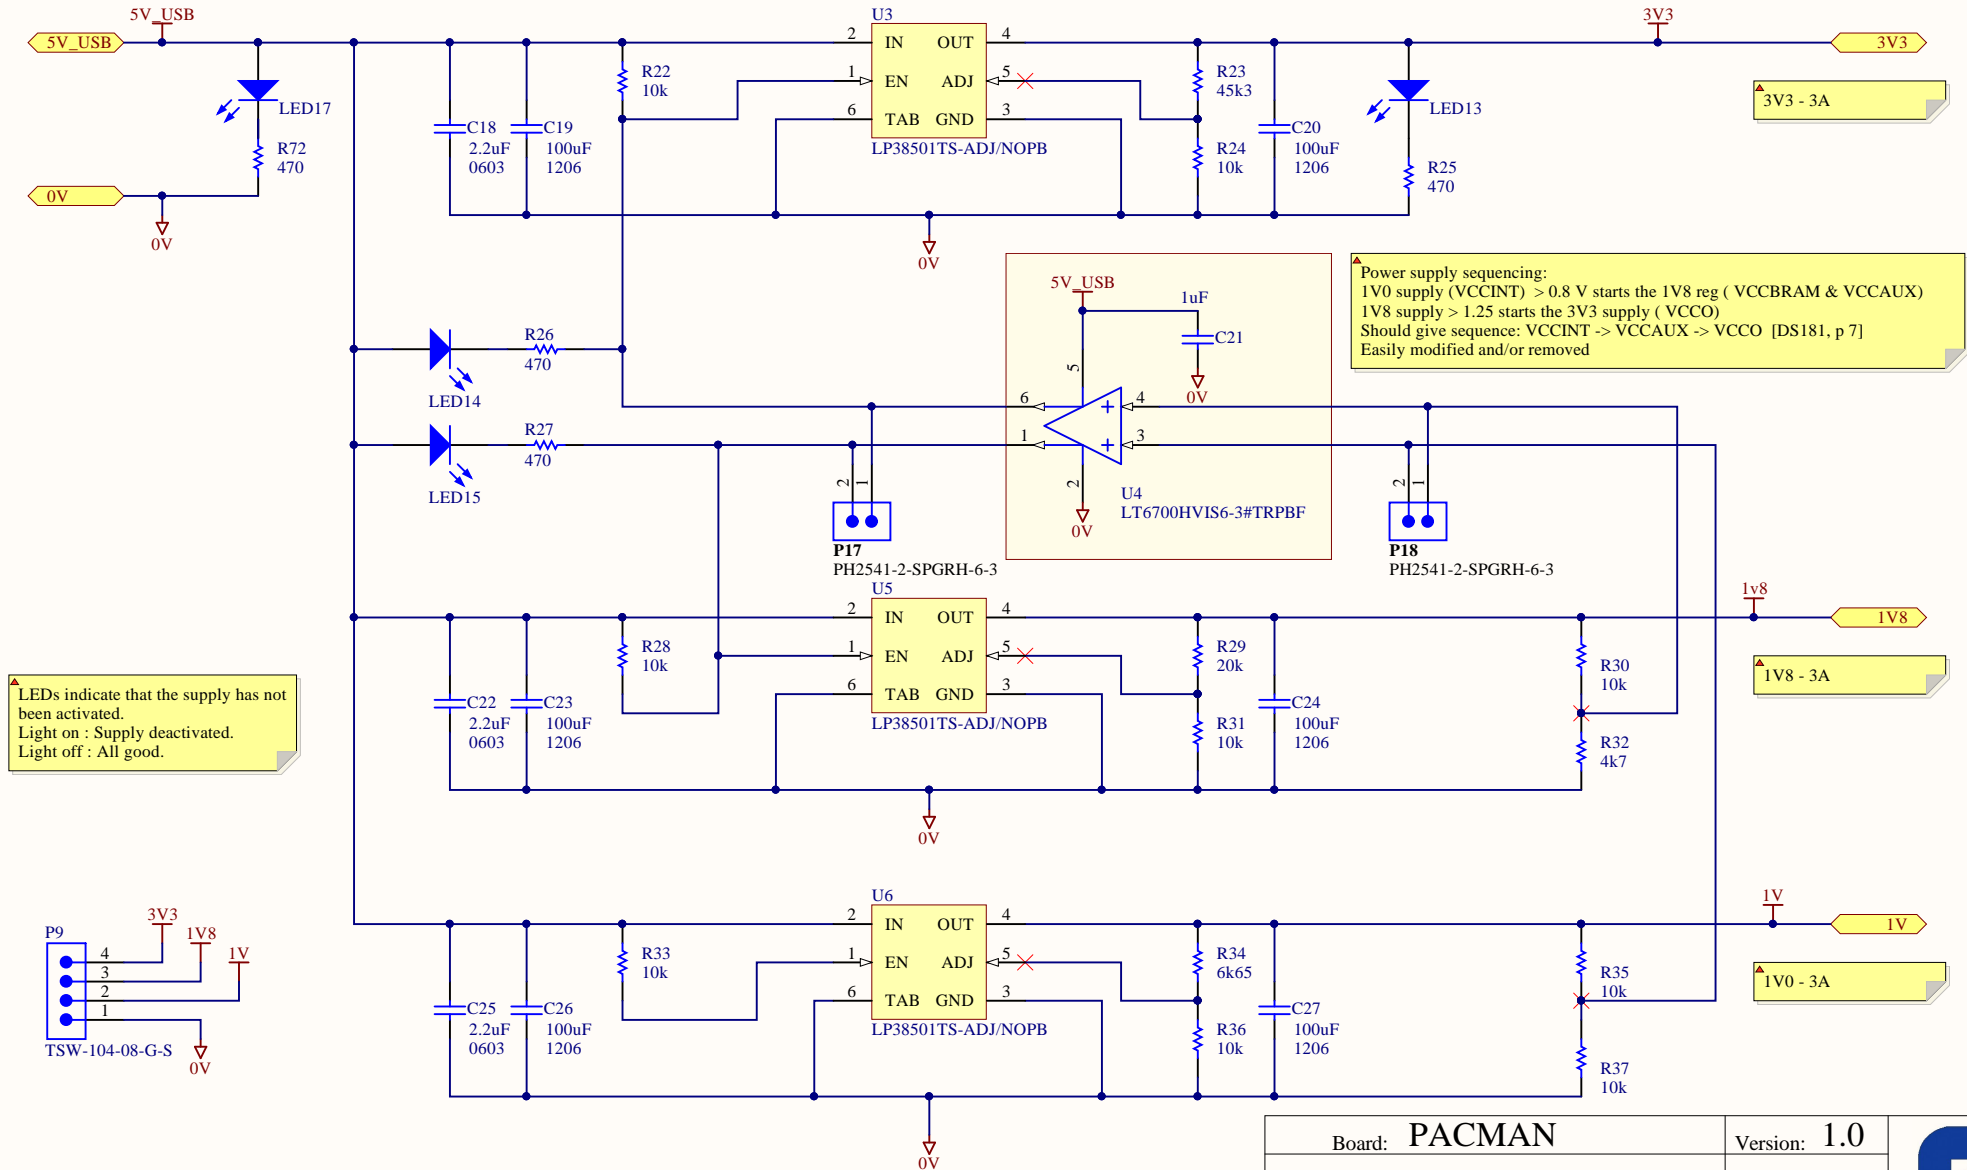 5V_USB
5V_USB
LED17
R72
470
0V
0V
C18
2.2uF
0603
C19
100uF
1206
R22
10k
U3
2 IN OUT 4
1 EN ADJ 5
6 TAB GND 3
LP38501TS-ADJ/NOPB
0V
R23
45k3
R24
10k
C20
100uF
1206
LED13
R25
470
3V3
3V3
3V3 - 3A
Power supply sequencing:
1V0 supply (VCCINT) > 0.8 V starts the 1V8 reg ( VCCBRAM & VCCAUX)
1V8 supply > 1.25 starts the 3V3 supply ( VCCO)
Should give sequence: VCCINT -> VCCAUX -> VCCO [DS181, p 7]
Easily modified and/or removed
R26
470
LED14
R27
470
LED15
5V_USB
1uF
C21
0V
5
6
4
1
3
2
0V
U4
LT6700HVIS6-3#TRPBF
2
1
P17
PH2541-2-SPGRH-6-3
2
1
P18
PH2541-2-SPGRH-6-3
LEDs indicate that the supply has not
been activated.
Light on : Supply deactivated.
Light off : All good.
C22
2.2uF
0603
C23
100uF
1206
R28
10k
U5
2 IN OUT 4
1 EN ADJ 5
6 TAB GND 3
LP38501TS-ADJ/NOPB
0V
R29
20k
R31
10k
C24
100uF
1206
R30
10k
R32
4k7
1v8
1V8
1V8 - 3A
P9
4
3
2
1
3V3
1V8
1V
0V
TSW-104-08-G-S
C25
2.2uF
0603
C26
100uF
1206
R33
10k
U6
2 IN OUT 4
1 EN ADJ 5
6 TAB GND 3
LP38501TS-ADJ/NOPB
0V
R34
6k65
R36
10k
C27
100uF
1206
R35
10k
R37
10k
1V
1V
1V0 - 3A
Board: PACMAN
Version: 1.0